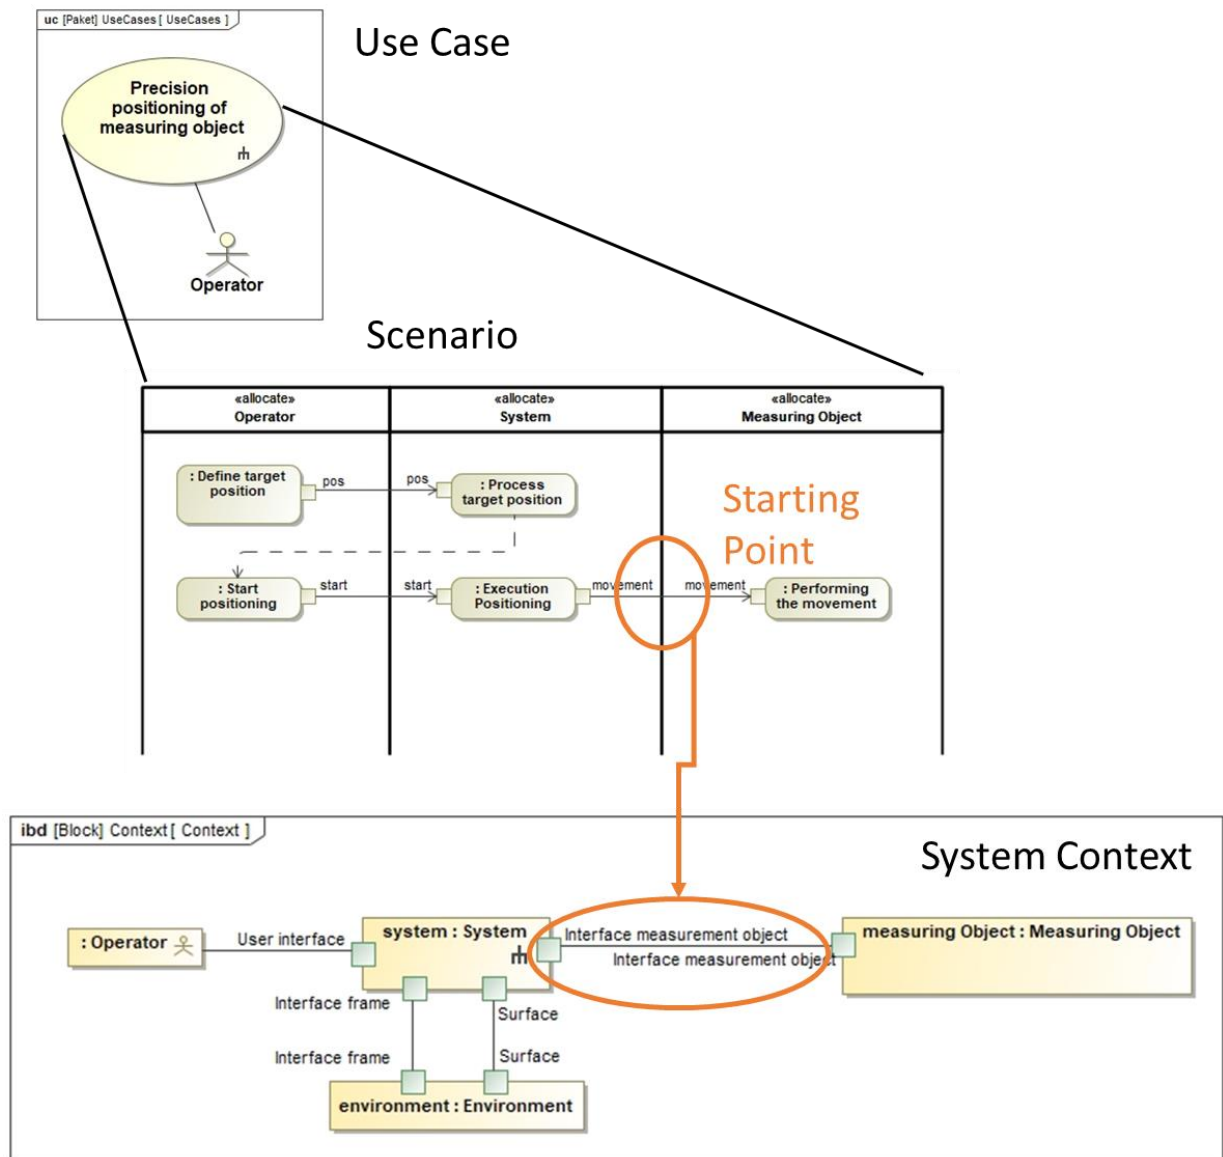 uc [Paket] UseCases [ UseCases ]
Use Case
Precision
positioning of
measuring object
Operator
Scenario
«allocate»
Operator
«allocate»
System
«allocate»
Measuring Object
: Define target
position
pos
pos
: Process
target position
Starting
Point
: Start
positioning
start
start
: Execution
Positioning
movement
movement
: Performing
the movement
ibd [Block] Context [ Context ]
System Context
: Operator
User interface
system : System
Interface measurement object
Interface measurement object
measuring Object : Measuring Object
Interface frame
Surface
Interface frame
Surface
environment : Environment